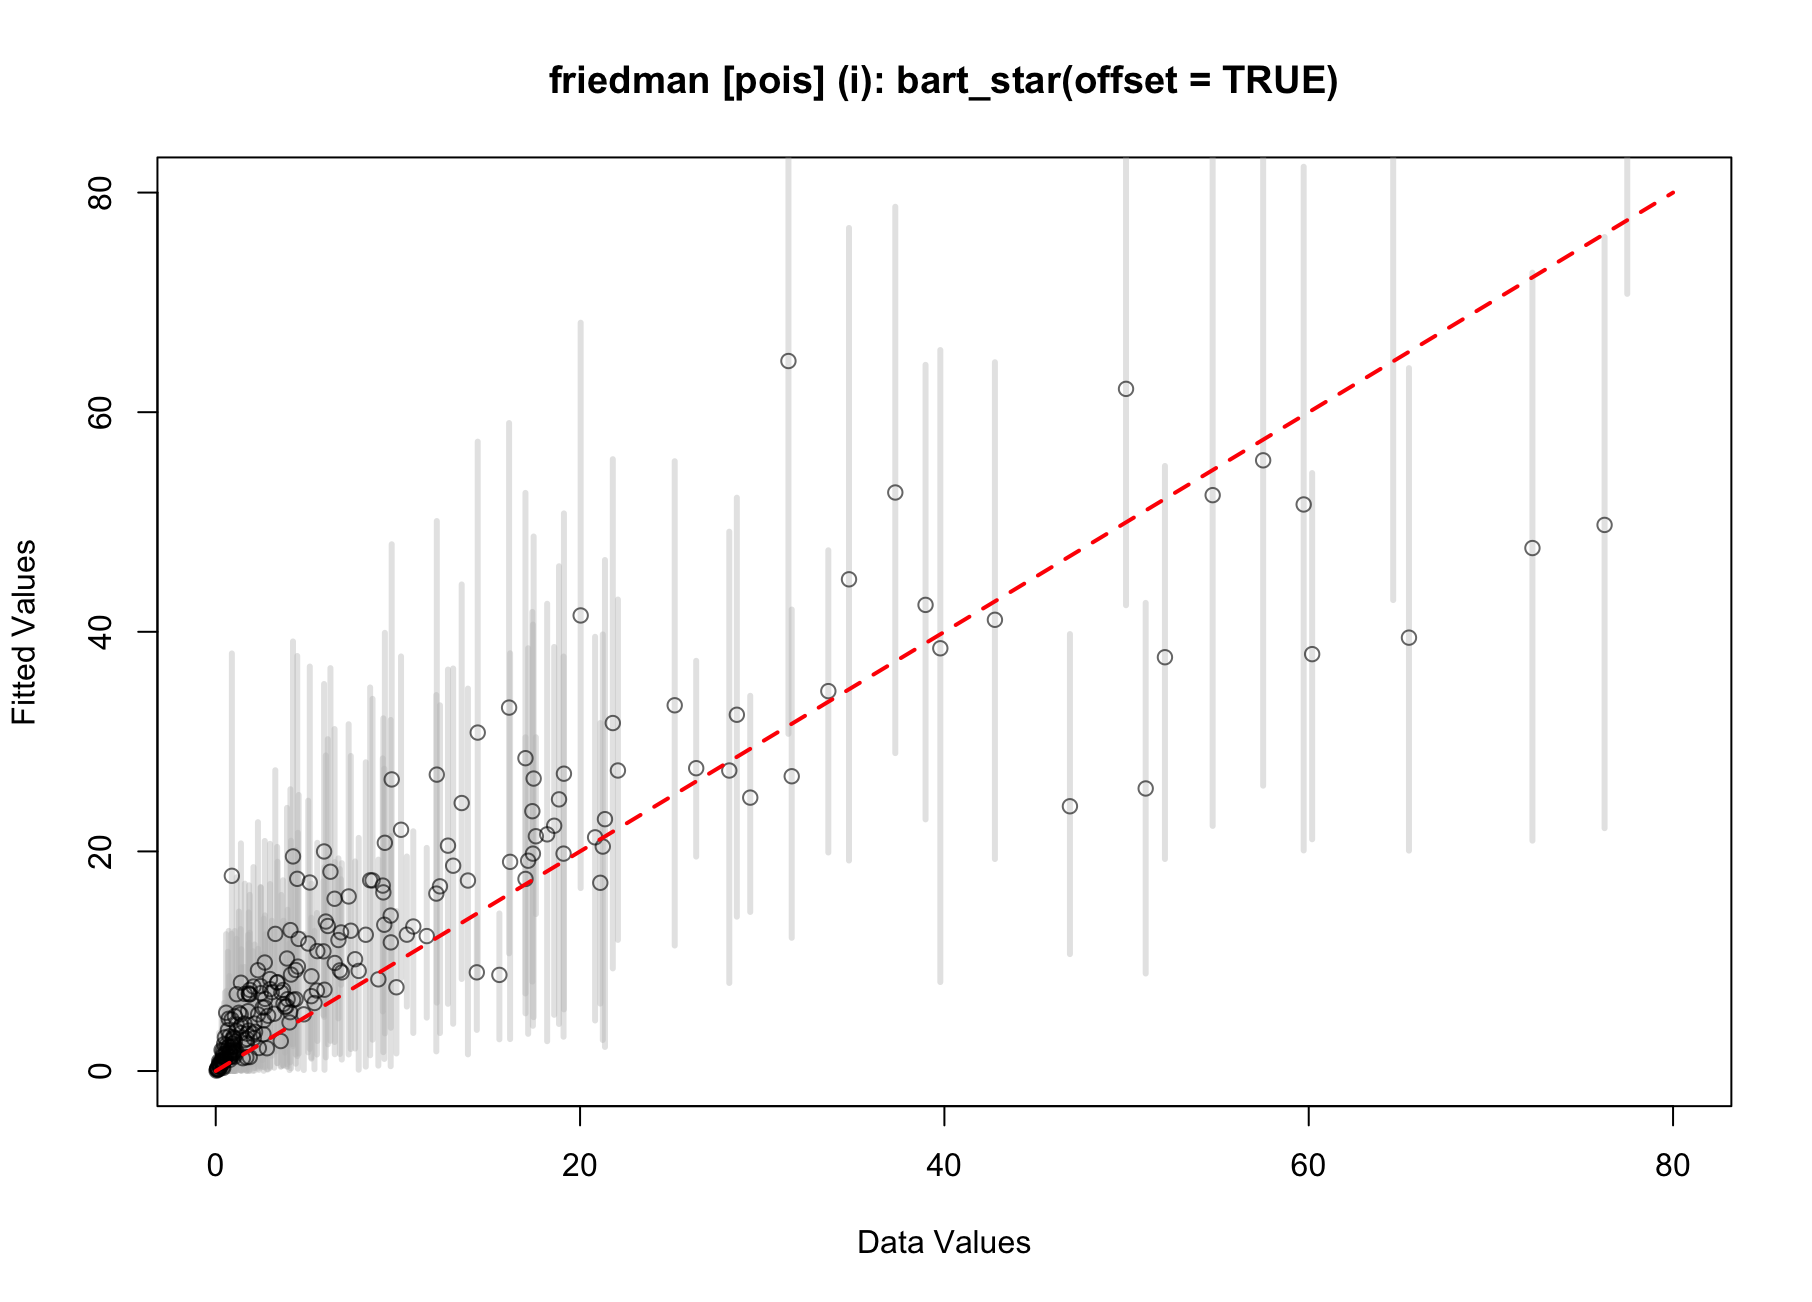 friedman [pois] (i): bart_star(offset = TRUE)
Fitted Values
80
60
40
20
0
0 20 40 60 80
Data Values